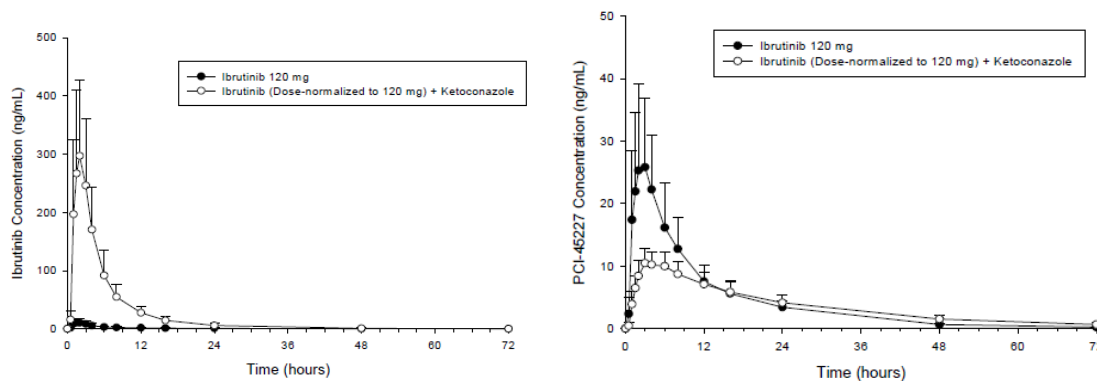 500
400
300
200
100
0
Ibrutinib Concentration (ng/mL)
Ibrutinib 120 mg
Ibrutinib (Dose-normalized to 120 mg) + Ketoconazole
0 12 24 36 48 60 72
Time (hours)
50
40
30
20
10
0
PCI-45227 Concentration (ng/mL)
Ibrutinib 120 mg
Ibrutinib (Dose-normalized to 120 mg) + Ketoconazole
0 12 24 36 48 60 72
Time (hours)